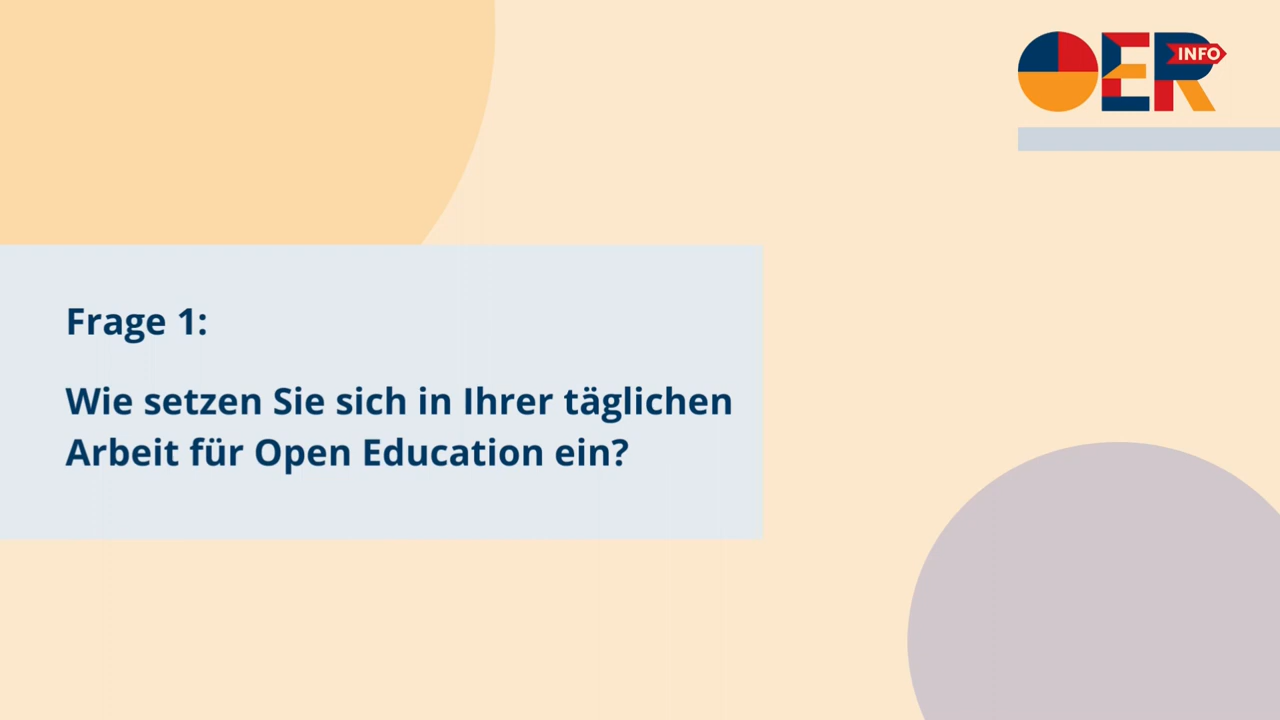 OER INFO
Frage 1:
Wie setzen Sie sich in Ihrer täglichen
Arbeit für Open Education ein?